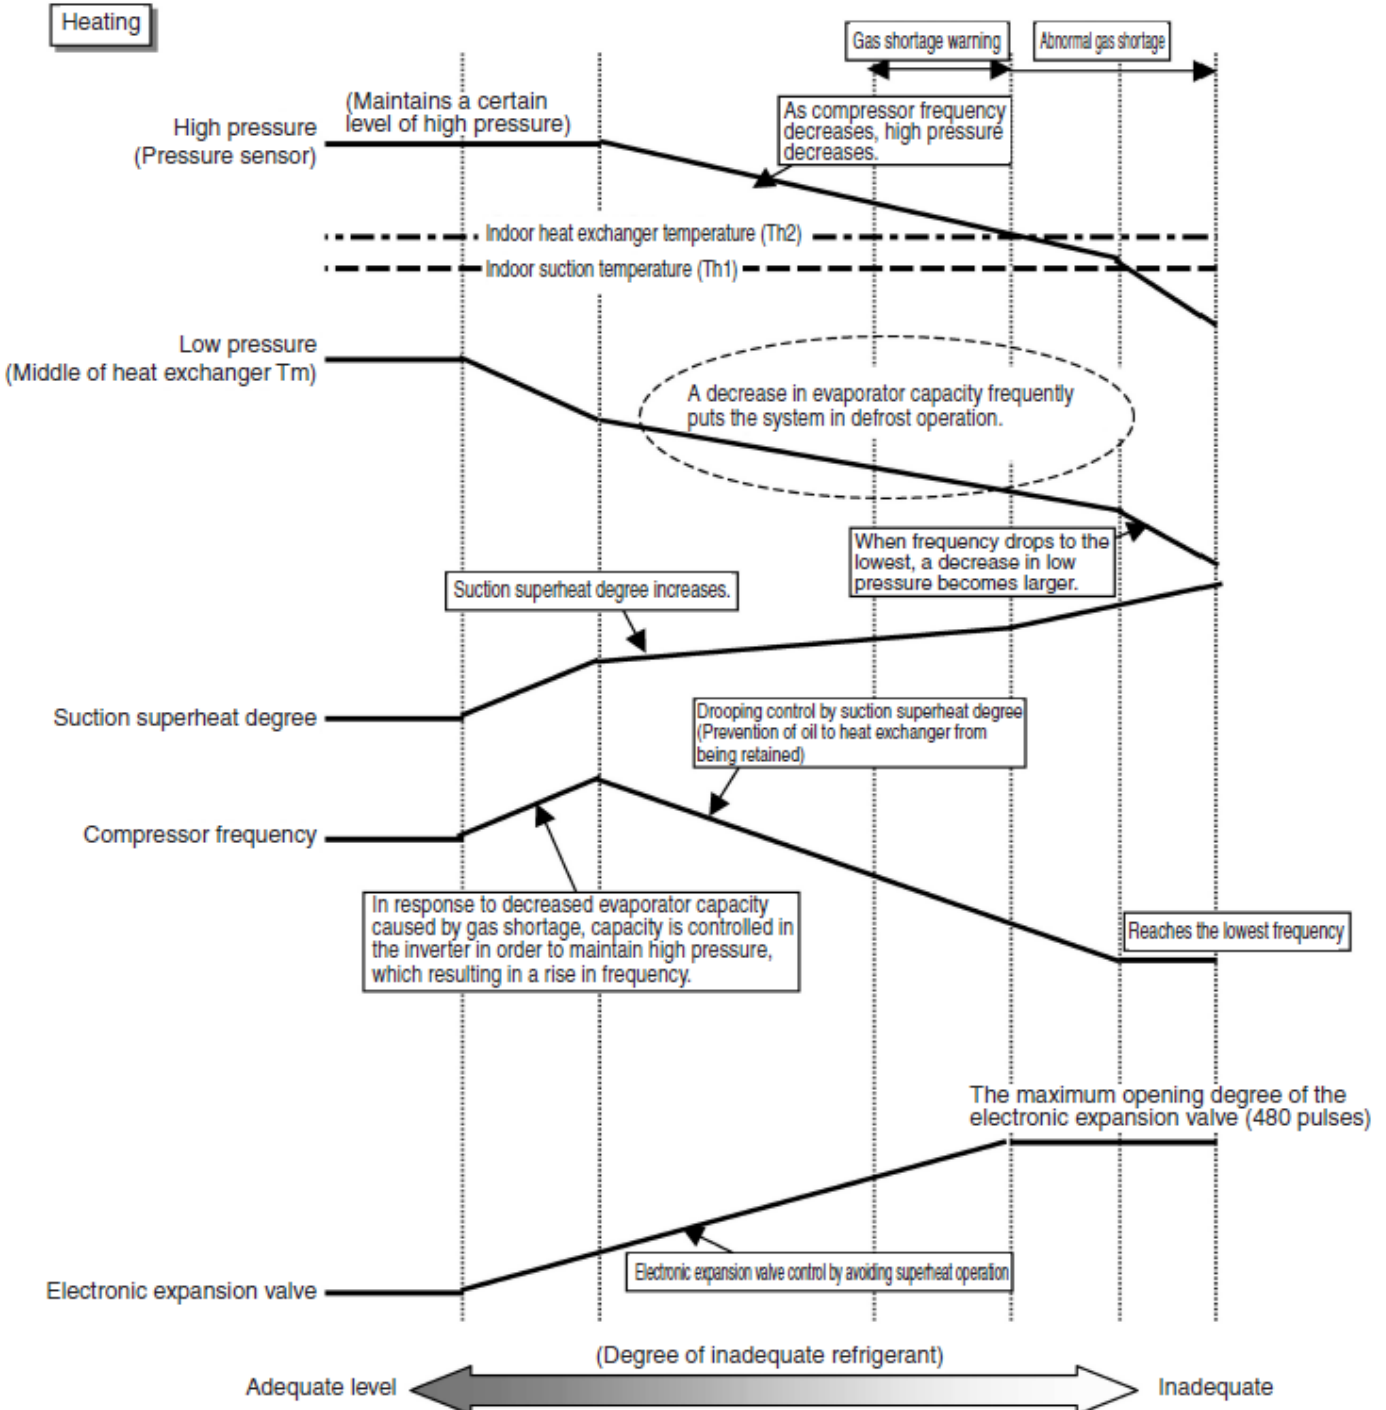 Heating
Gas shortage warning
Abnormal gas shortage
(Maintains a certain
level of high pressure)
High pressure
(Pressure sensor)
As compressor frequency
decreases, high pressure
decreases.
Indoor heat exchanger temperature (Th2)
Indoor suction temperature (Th1)
Low pressure
(Middle of heat exchanger Tm)
A decrease in evaporator capacity frequently
puts the system in defrost operation.
When frequency drops to the
lowest, a decrease in low
pressure becomes larger.
Suction superheat degree increases.
Suction superheat degree
Drooping control by suction superheat degree
(Prevention of oil to heat exchanger from
being retained)
Compressor frequency
In response to decreased evaporator capacity
caused by gas shortage, capacity is controlled in
the inverter in order to maintain high pressure,
which resulting in a rise in frequency.
Reaches the lowest frequency
The maximum opening degree of the
electronic expansion valve (480 pulses)
Electronic expansion valve control by avoiding superheat operation
Electronic expansion valve
(Degree of inadequate refrigerant)
Adequate level
Inadequate